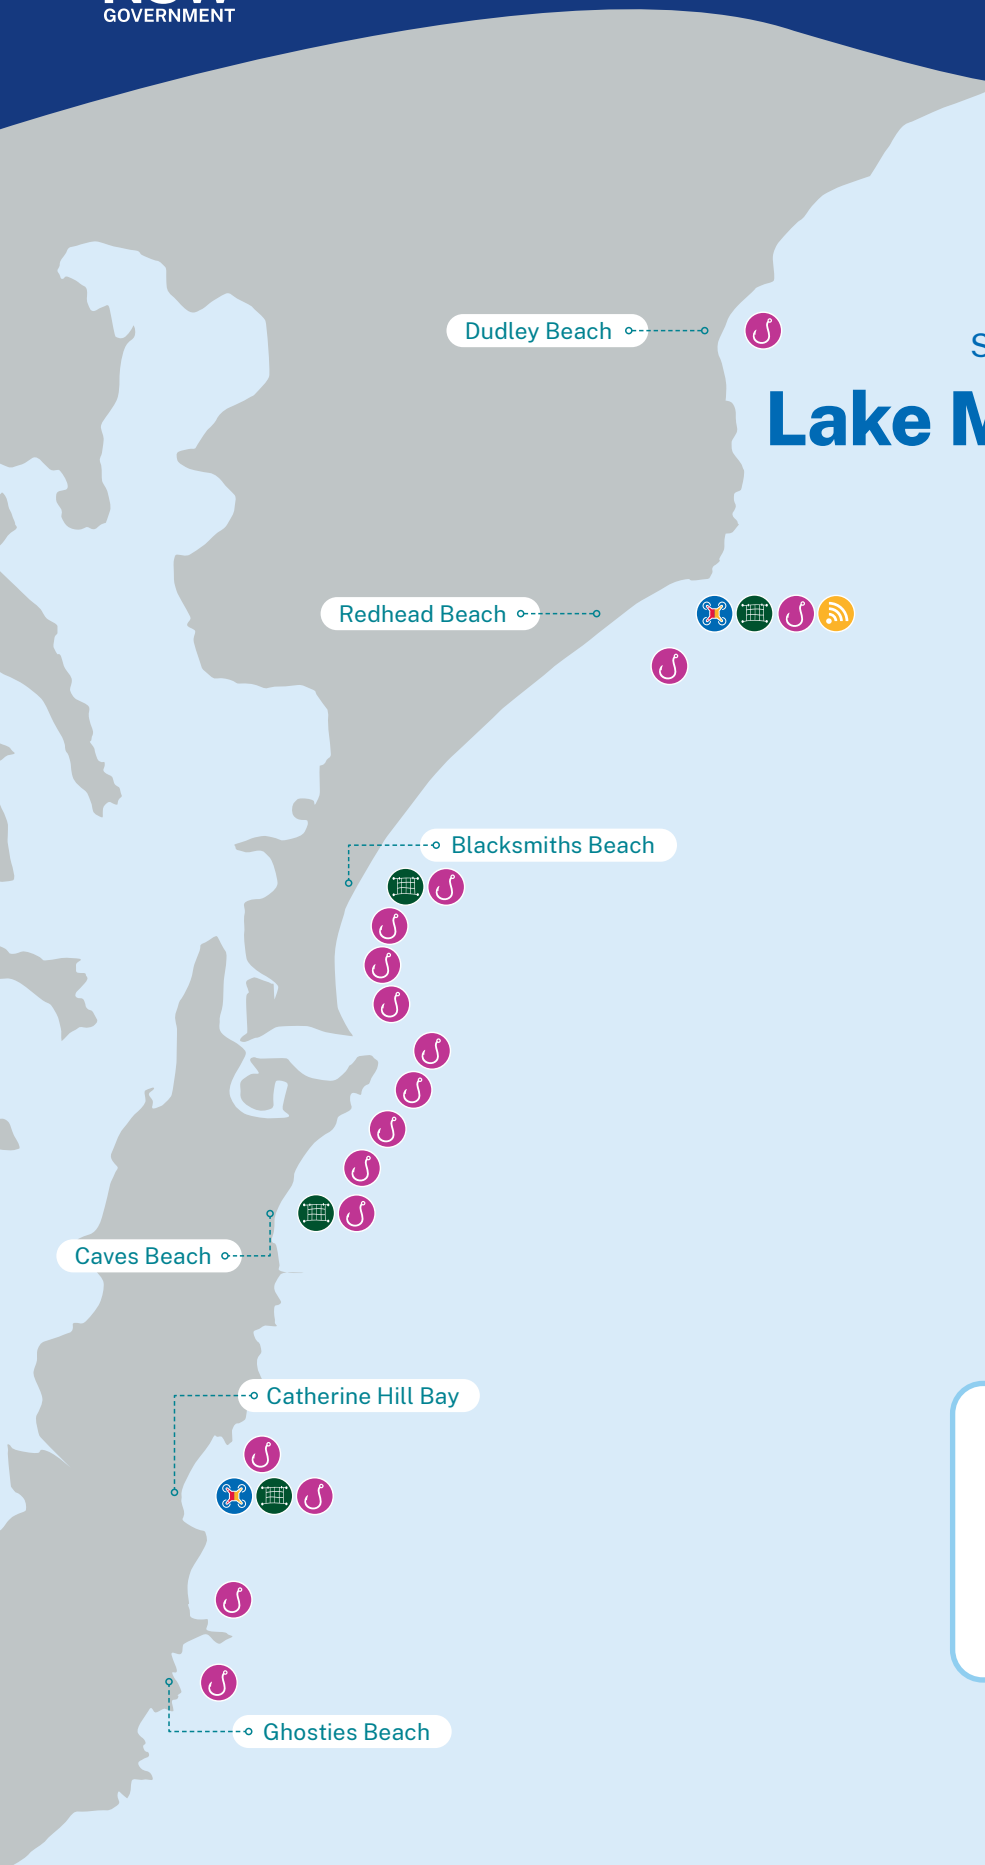 GOVERNMENT
Dudley Beach
Lake
Redhead Beach
Blacksmiths Beach
Caves Beach
Catherine Hill Bay
Ghosties Beach